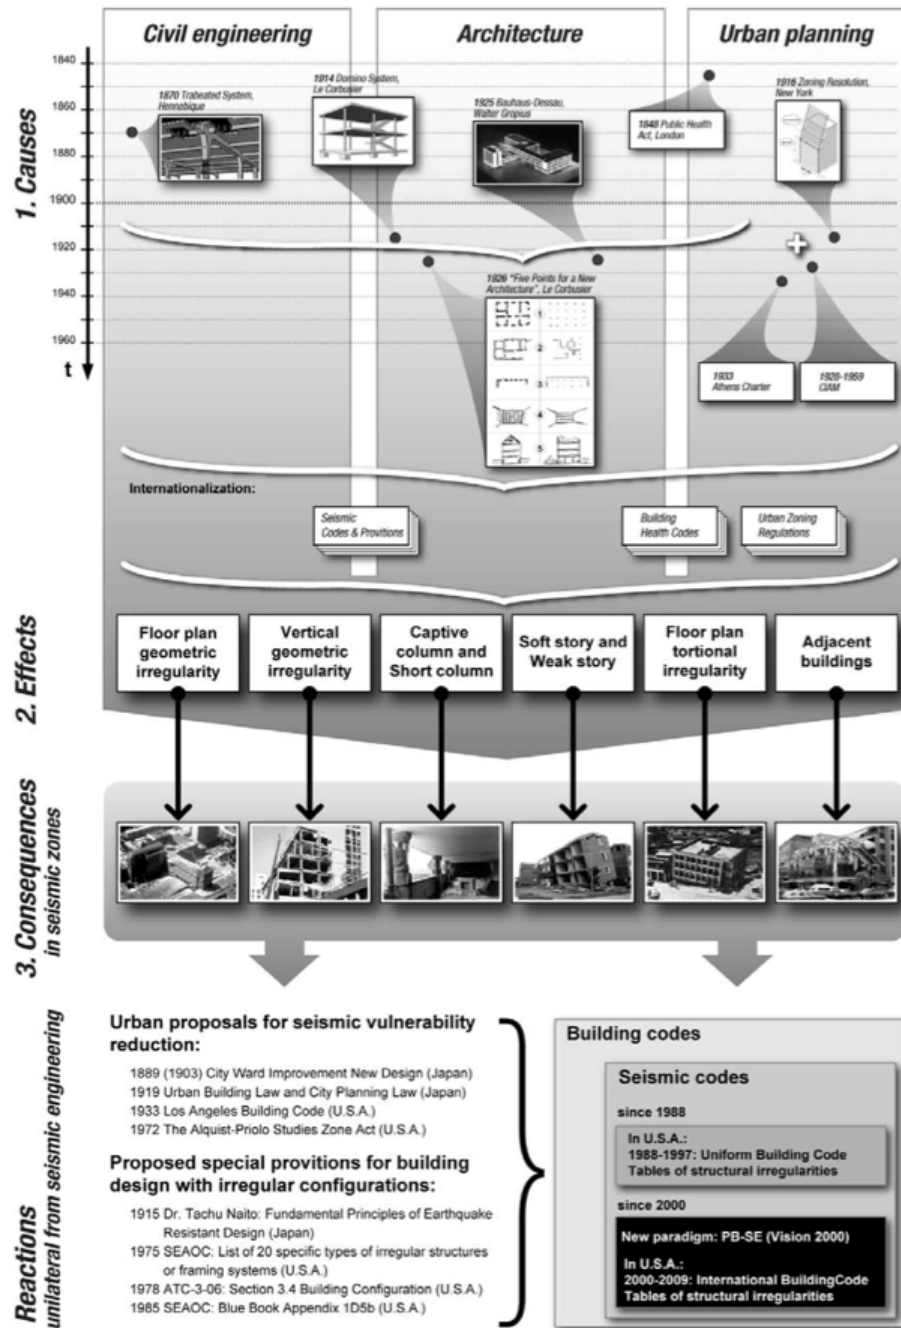 Civil engineering
Architecture
Urban planning
1. Causes
1840
1860
1880
1900
1920
1940
1960
t
1870 Trabeated System,
Hennebique
1914 Domino System,
Le Corbusier
1925 Bauhaus-Dessau,
Walter Gropius
1848 Public Health
Act, London
1916 Zoning Resolution,
New York
+
1926 "Five Points for a New
Architecture", Le Corbusier
1
2
3
4
5
1933
Athens Charter
1928-1959
CIAM
Internationalization:
Seismic
Codes & Provitions
Building
Health Codes
Urban Zoning
Regulations
2. Effects
Floor plan
geometric
irregularity
Vertical
geometric
irregularity
Captive
column and
Short column
Soft story and
Weak story
Floor plan
tortional
irregularity
Adjacent
buildings
3. Consequences
in seismic zones
Reactions
unilateral from seismic engineering
Urban proposals for seismic vulnerability
reduction:
1889 (1903) City Ward Improvement New Design (Japan)
1919 Urban Building Law and City Planning Law (Japan)
1933 Los Angeles Building Code (U.S.A.)
1972 The Alquist-Priolo Studies Zone Act (U.S.A.)
Proposed special provitions for building
design with irregular configurations:
1915 Dr. Tachu Naito: Fundamental Principles of Earthquake
Resistant Design (Japan)
1975 SEAOC: List of 20 specific types of irregular structures
or framing systems (U.S.A.)
1978 ATC-3-06: Section 3.4 Building Configuration (U.S.A.)
1985 SEAOC: Blue Book Appendix 1D5b (U.S.A.)
Building codes
Seismic codes
since 1988
In U.S.A.:
1988-1997: Uniform Building Code
Tables of structural irregularities
since 2000
New paradigm: PB-SE (Vision 2000)
In U.S.A.:
2000-2009: International BuildingCode
Tables of structural irregularities